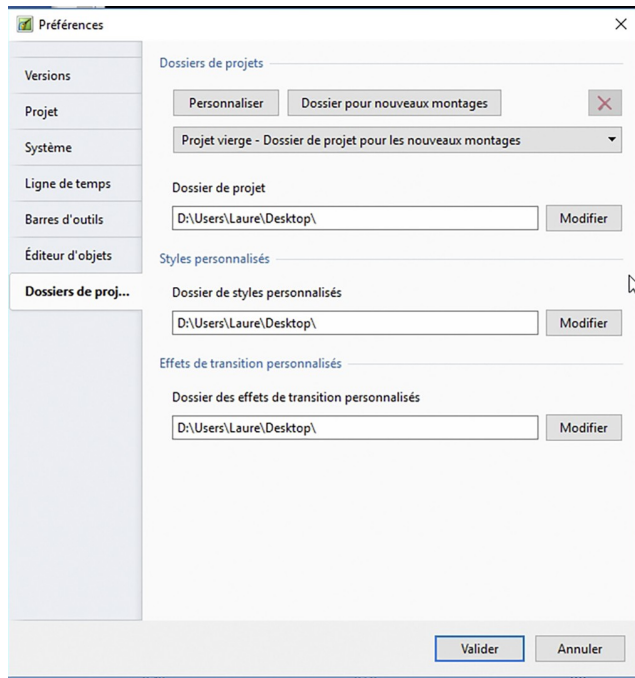 Préférences
Versions
Projet
Système
Ligne de temps
Barres d'outils
Éditeur d'objets
Dossiers de proj...
Dossiers de projets
Personnaliser
Dossier pour nouveaux montages
Projet vierge - Dossier de projet pour les nouveaux montages
Dossier de projet
D:\Users\Laure\Desktop\
Modifier
Styles personnalisés
Dossier de styles personnalisés
D:\Users\Laure\Desktop\
Modifier
Effets de transition personnalisés
Dossier des effets de transition personnalisés
D:\Users\Laure\Desktop\
Modifier
Valider
Annuler